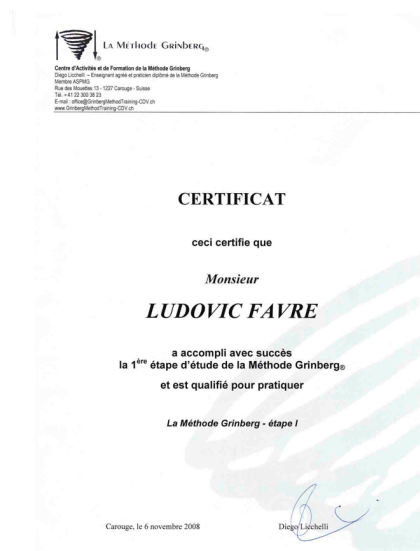 LA MÉTHODE GRINBERG®
®
Centre d'Activités et de Formation de la Méthode Grinberg
Diego Licchelli – Enseignant agréé et praticien diplômé de la Méthode Grinberg
Membre ASPMG
Rue des Mouettes 13 - 1227 Carouge - Suisse
Tél. + 41 22 300 38 23
E-mail : office@GrinbergMethodTraining-CDV.ch
www.GrinbergMethodTraining-CDV.ch
CERTIFICAT
ceci certifie que
Monsieur
LUDOVIC FAVRE
a accompli avec succès
la 1ère étape d'étude de la Méthode Grinberg®
et est qualifié pour pratiquer
La Méthode Grinberg - étape I
Carouge, le 6 novembre 2008 Diego Licchelli